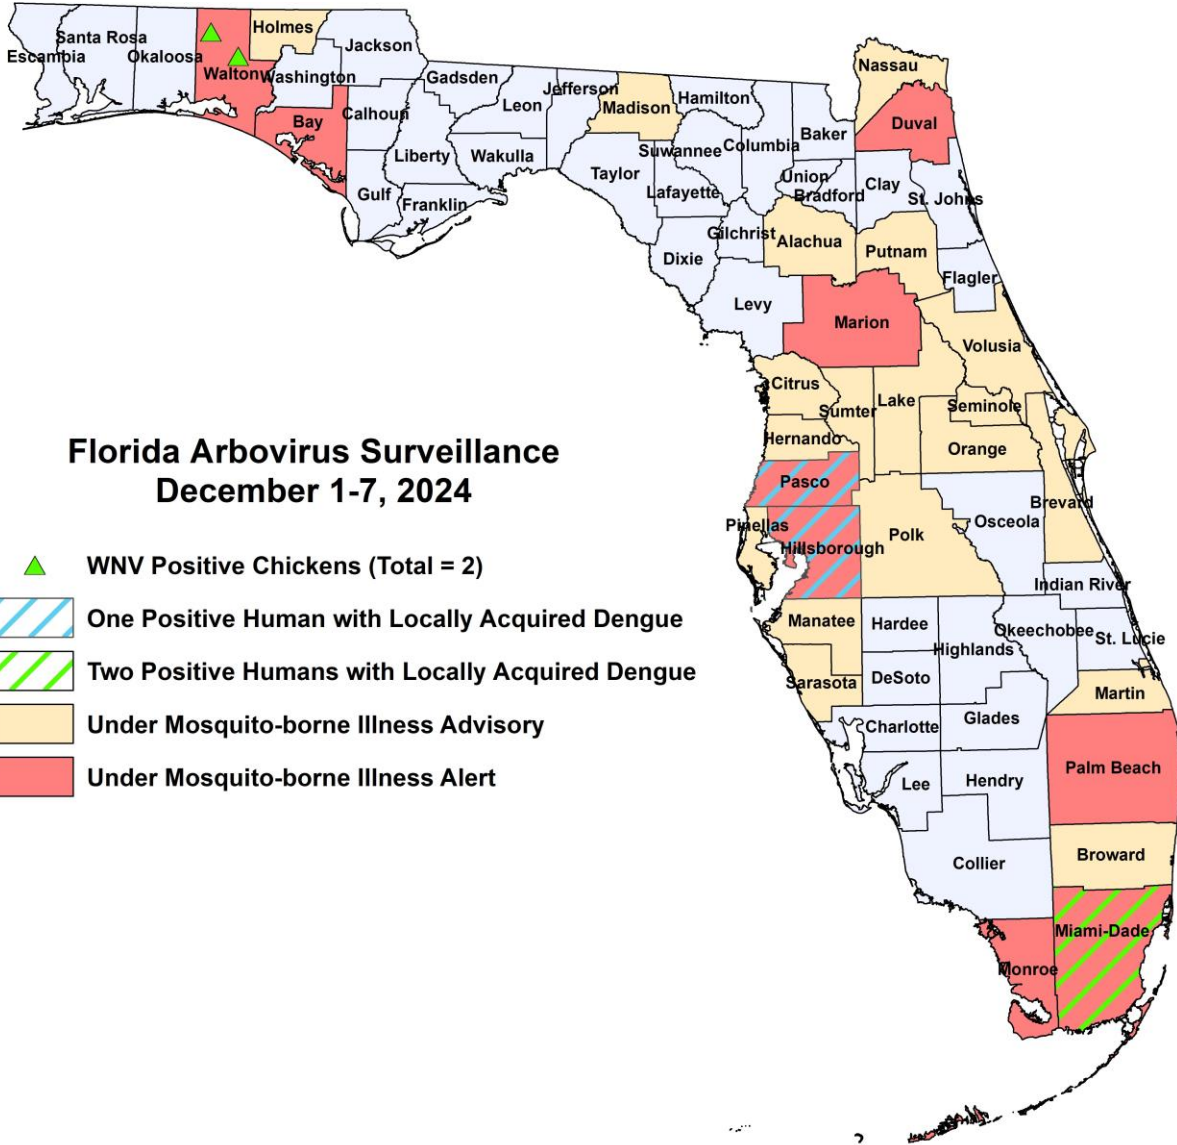 Escambia
Santa Rosa
Okaloosa
Walton
Holmes
Washington
Jackson
Bay
Calhoun
Gadsden
Leon
Jefferson
Liberty
Wakulla
Gulf
Franklin
Madison
Hamilton
Taylor
Suwannee
Lafayette
Columbia
Baker
Nassau
Duval
Union
Bradford
Clay
St. Johns
Gilchrist
Dixie
Alachua
Putnam
Flagler
Levy
Marion
Volusia
Citrus
Sumter
Lake
Seminole
Hernando
Orange
Pasco
Brevard
Osceola
Pinellas
Hillsborough
Polk
Indian River
Manatee
Hardee
Highlands
Okeechobee
St. Lucie
Sarasota
DeSoto
Martin
Charlotte
Glades
Lee
Hendry
Palm Beach
Collier
Broward
Miami-Dade
Monroe
Florida Arbovirus Surveillance
December 1-7, 2024
WNV Positive Chickens (Total = 2)
One Positive Human with Locally Acquired Dengue
Two Positive Humans with Locally Acquired Dengue
Under Mosquito-borne Illness Advisory
Under Mosquito-borne Illness Alert